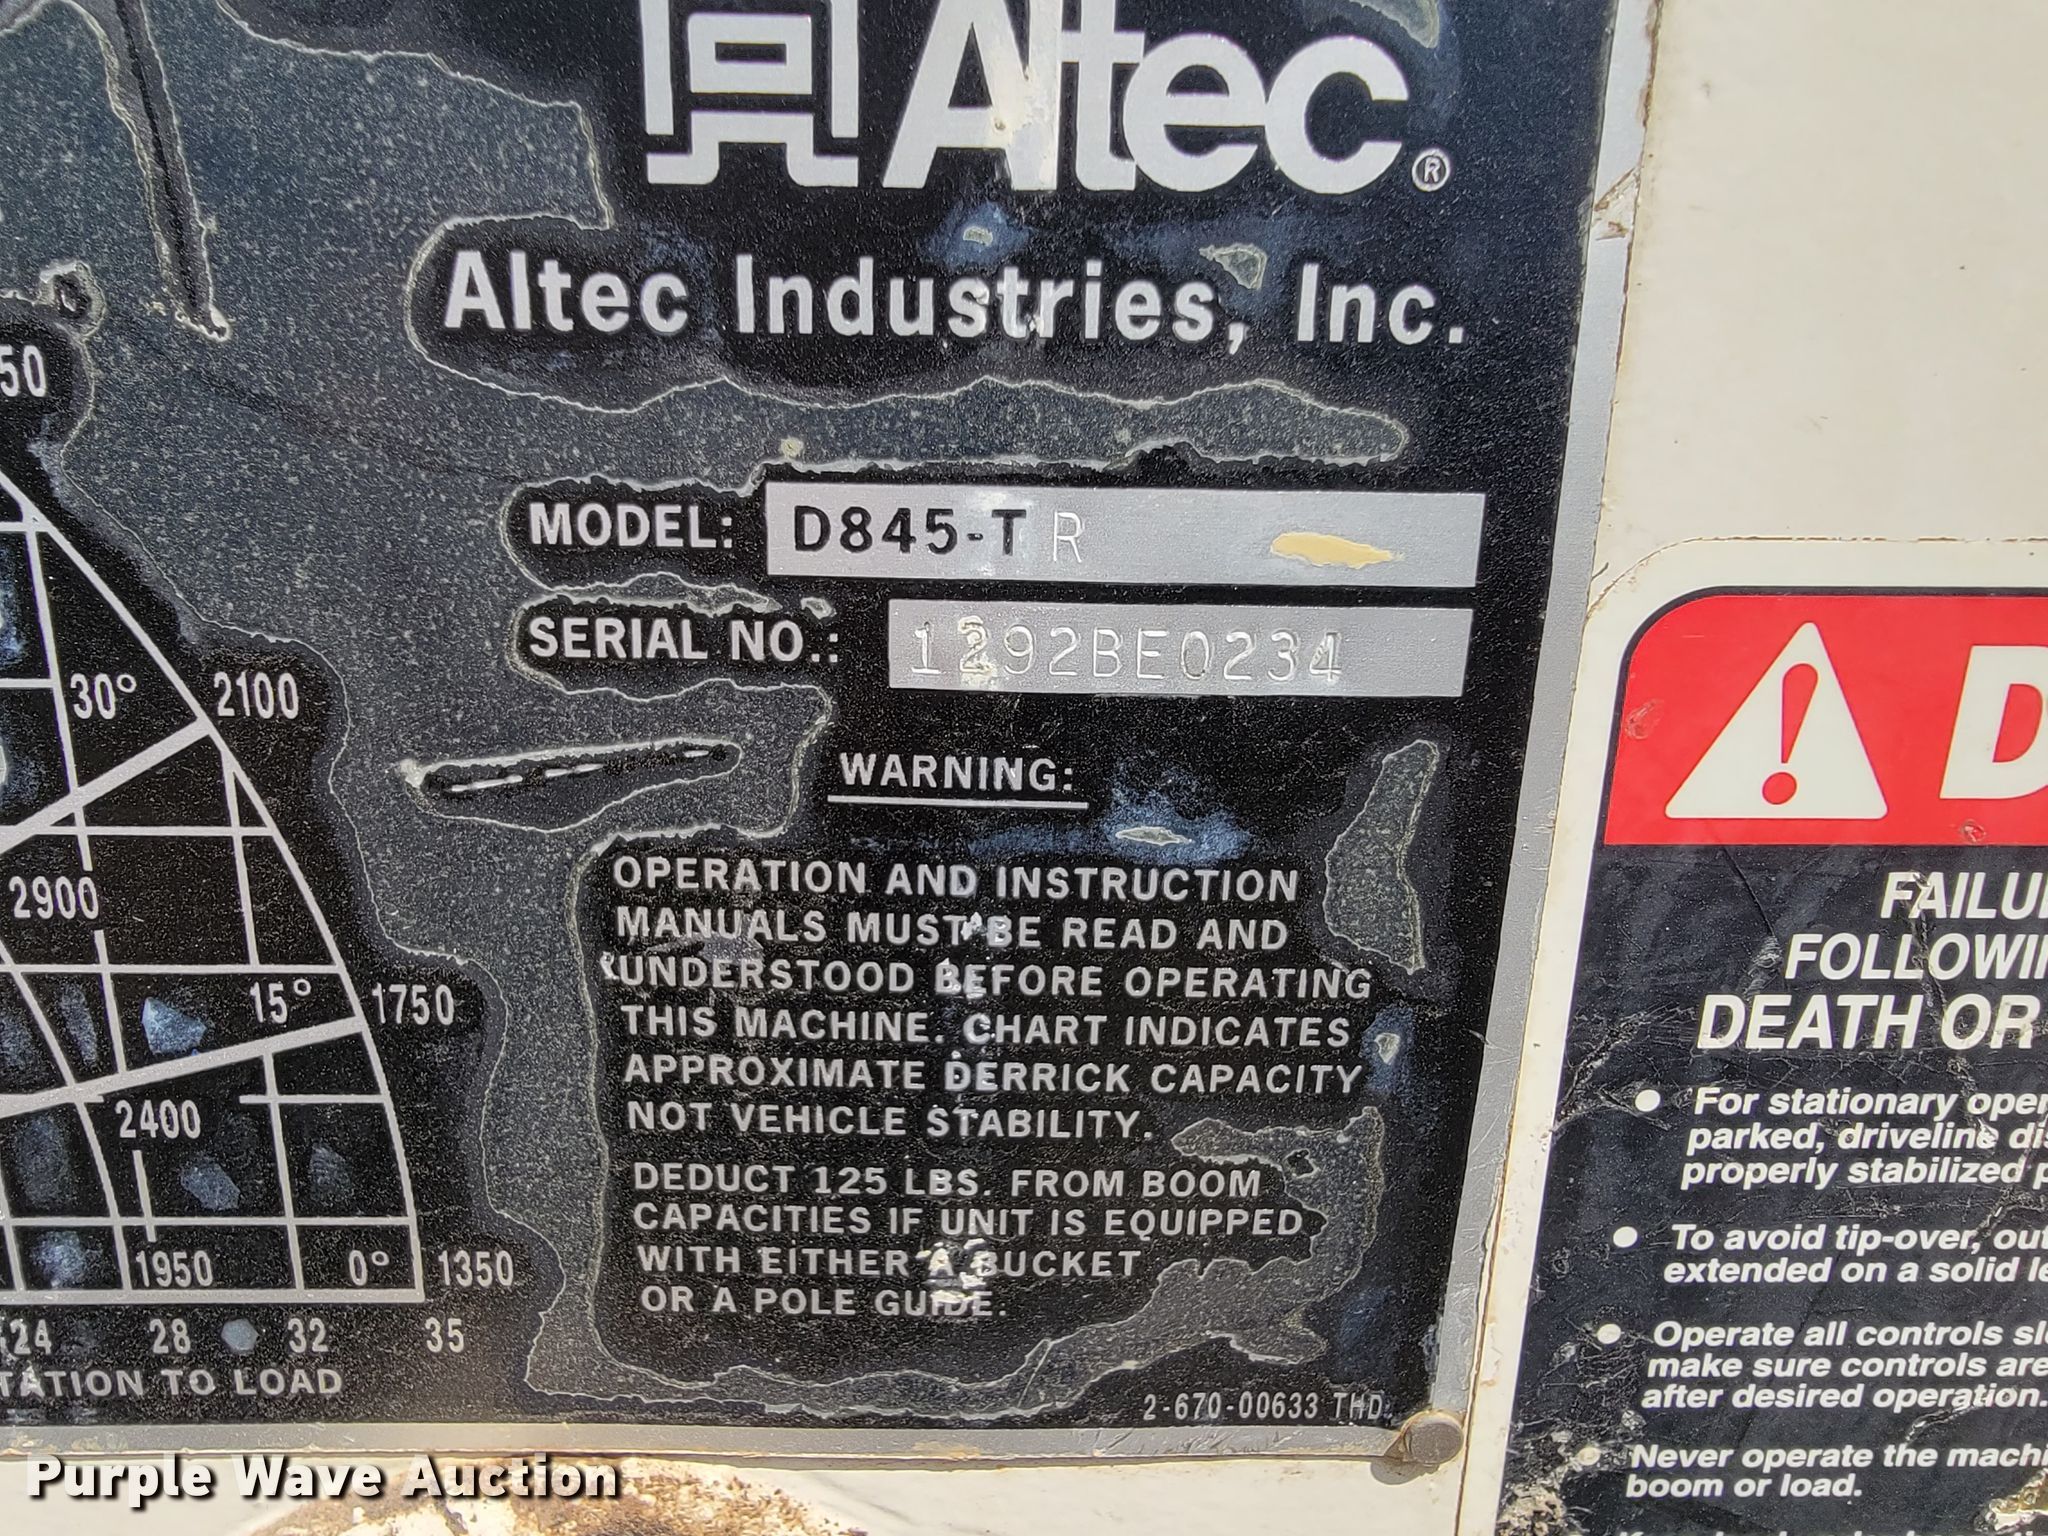 Altec®
Altec Industries, Inc.
50
MODEL: D845-TR
SERIAL NO.: 1292BE0234
30° 2100
WARNING:
2900
OPERATION AND INSTRUCTION
MANUALS MUST BE READ AND
UNDERSTOOD BEFORE OPERATING
THIS MACHINE. CHART INDICATES
APPROXIMATE DERRICK CAPACITY
NOT VEHICLE STABILITY.
15° 1750
2400
DEDUCT 125 LBS. FROM BOOM
CAPACITIES IF UNIT IS EQUIPPED
WITH EITHER A BUCKET
OR A POLE GUIDE.
1950 0° 1350
24 28 32 35
TATION TO LOAD
2-670-00633 THD
D
FAILU
FOLLOWI
DEATH OR
• For stationary oper
parked, driveline di
properly stabilized p
• To avoid tip-over, out
extended on a solid le
• Operate all controls sl
make sure controls are
after desired operation.
• Never operate the machi
boom or load.
Purple Wave Auction